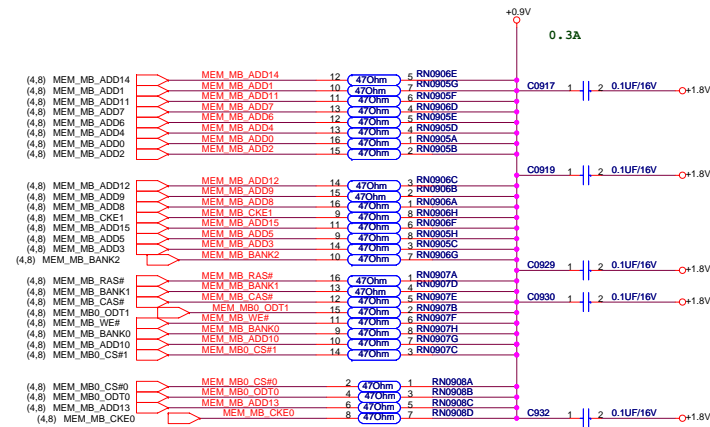 +0.9V
0.3A
(4,8) MEM_MB_ADD14 MEM_MB_ADD14 12 47Ohm 5 RN0906E
(4,8) MEM_MB_ADD1 MEM_MB_ADD1 10 47Ohm 7 RN0905G C0917 1 2 0.1UF/16V +1.8V
(4,8) MEM_MB_ADD11 MEM_MB_ADD11 11 47Ohm 6 RN0905F
(4,8) MEM_MB_ADD7 MEM_MB_ADD7 13 47Ohm 4 RN0906D
(4,8) MEM_MB_ADD6 MEM_MB_ADD6 12 47Ohm 5 RN0905E
(4,8) MEM_MB_ADD4 MEM_MB_ADD4 13 47Ohm 4 RN0905D
(4,8) MEM_MB_ADD0 MEM_MB_ADD0 16 47Ohm 1 RN0905A
(4,8) MEM_MB_ADD2 MEM_MB_ADD2 15 47Ohm 2 RN0905B
C0919 1 2 0.1UF/16V +1.8V
(4,8) MEM_MB_ADD12 MEM_MB_ADD12 14 47Ohm 3 RN0906C
(4,8) MEM_MB_ADD9 MEM_MB_ADD9 15 47Ohm 2 RN0906B
(4,8) MEM_MB_ADD8 MEM_MB_ADD8 16 47Ohm 1 RN0906A
(4,8) MEM_MB_CKE1 MEM_MB_CKE1 9 47Ohm 8 RN0906H
(4,8) MEM_MB_ADD15 MEM_MB_ADD15 11 47Ohm 6 RN0906F
(4,8) MEM_MB_ADD5 MEM_MB_ADD5 9 47Ohm 8 RN0905H
(4,8) MEM_MB_ADD3 MEM_MB_ADD3 14 47Ohm 3 RN0905C
(4,8) MEM_MB_BANK2 MEM_MB_BANK2 10 47Ohm 7 RN0906G
C0929 1 2 0.1UF/16V +1.8V
(4,8) MEM_MB_RAS# MEM_MB_RAS# 16 47Ohm 1 RN0907A
(4,8) MEM_MB_BANK1 MEM_MB_BANK1 13 47Ohm 4 RN0907D
(4,8) MEM_MB_CAS# MEM_MB_CAS# 12 47Ohm 5 RN0907E C0930 1 2 0.1UF/16V +1.8V
(4,8) MEM_MB0_ODT1 MEM_MB0_ODT1 15 47Ohm 2 RN0907B
(4,8) MEM_MB_WE# MEM_MB_WE# 11 47Ohm 6 RN0907F
(4,8) MEM_MB_BANK0 MEM_MB_BANK0 9 47Ohm 8 RN0907H
(4,8) MEM_MB_ADD10 MEM_MB_ADD10 10 47Ohm 7 RN0907G
(4,8) MEM_MB0_CS#1 MEM_MB0_CS#1 14 47Ohm 3 RN0907C
(4,8) MEM_MB0_CS#0 MEM_MB0_CS#0 2 47Ohm 1 RN0908A
(4,8) MEM_MB0_ODT0 MEM_MB0_ODT0 4 47Ohm 3 RN0908B
(4,8) MEM_MB_ADD13 MEM_MB_ADD13 6 47Ohm 5 RN0908C
(4,8) MEM_MB_CKE0 MEM_MB_CKE0 8 47Ohm 7 RN0908D C932 1 2 0.1UF/16V +1.8V